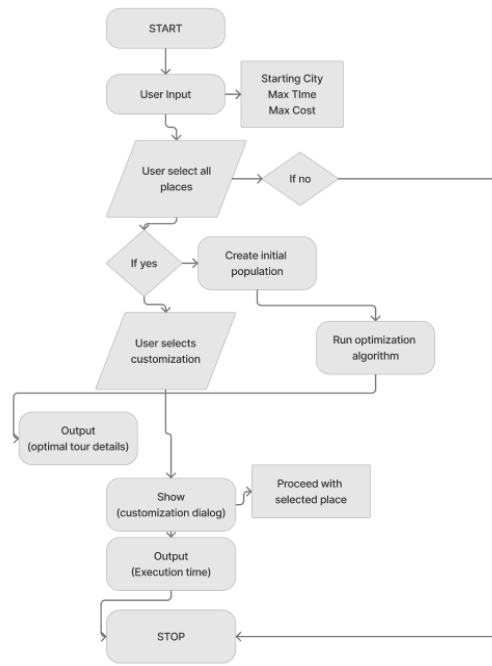 START
User Input
Starting City
Max TIme
Max Cost
User select all
places
If no
If yes
Create initial
population
User selects
customization
Run optimization
algorithm
Output
(optimal tour details)
Show
(customization dialog)
Proceed with
selected place
Output
(Execution time)
STOP